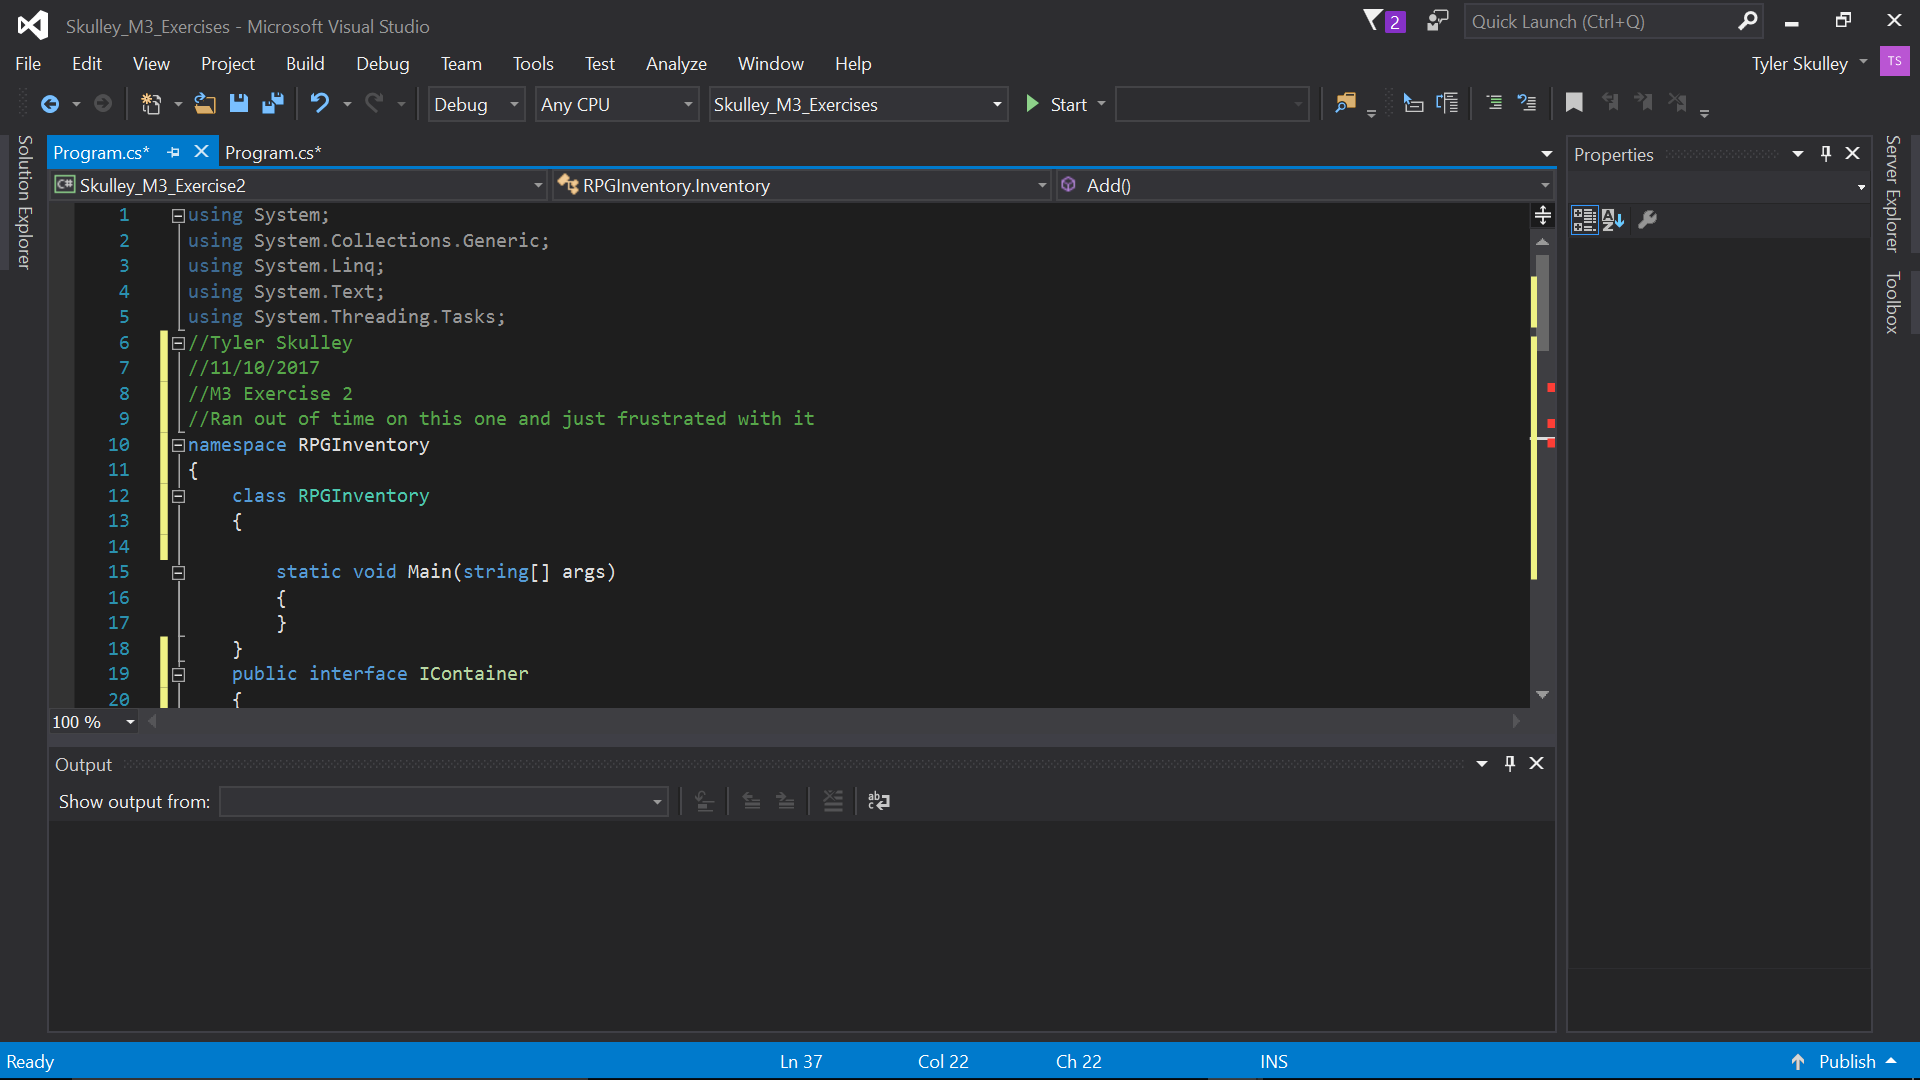 Skulley_M3_Exercises - Microsoft Visual Studio
2
Quick Launch (Ctrl+Q)
File Edit View Project Build Debug Team Tools Test Analyze Window Help
Tyler Skulley
TS
Debug
Any CPU
Skulley_M3_Exercises
Start
Solution Explorer
Program.cs*
Program.cs*
Skulley_M3_Exercise2
RPGInventory.Inventory
Add()
1 using System;
2 using System.Collections.Generic;
3 using System.Linq;
4 using System.Text;
5 using System.Threading.Tasks;
6 //Tyler Skulley
7 //11/10/2017
8 //M3 Exercise 2
9 //Ran out of time on this one and just frustrated with it
10 namespace RPGInventory
11 {
12 class RPGInventory
13 {
14
15 static void Main(string[] args)
16 {
17 }
18 }
19 public interface IContainer
20 {
100 %
Output
Show output from:
Properties
Server Explorer
Toolbox
Ready
Ln 37
Col 22
Ch 22
INS
Publish